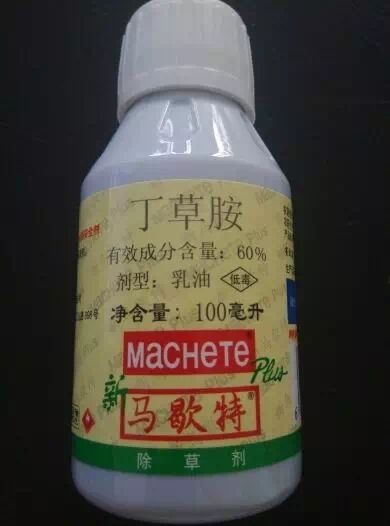 丁草胺
有效成分含量：60%
剂型：乳油 低毒
净含量：100毫升
MACHETE®
Plus
新
马歇特®
除草剂